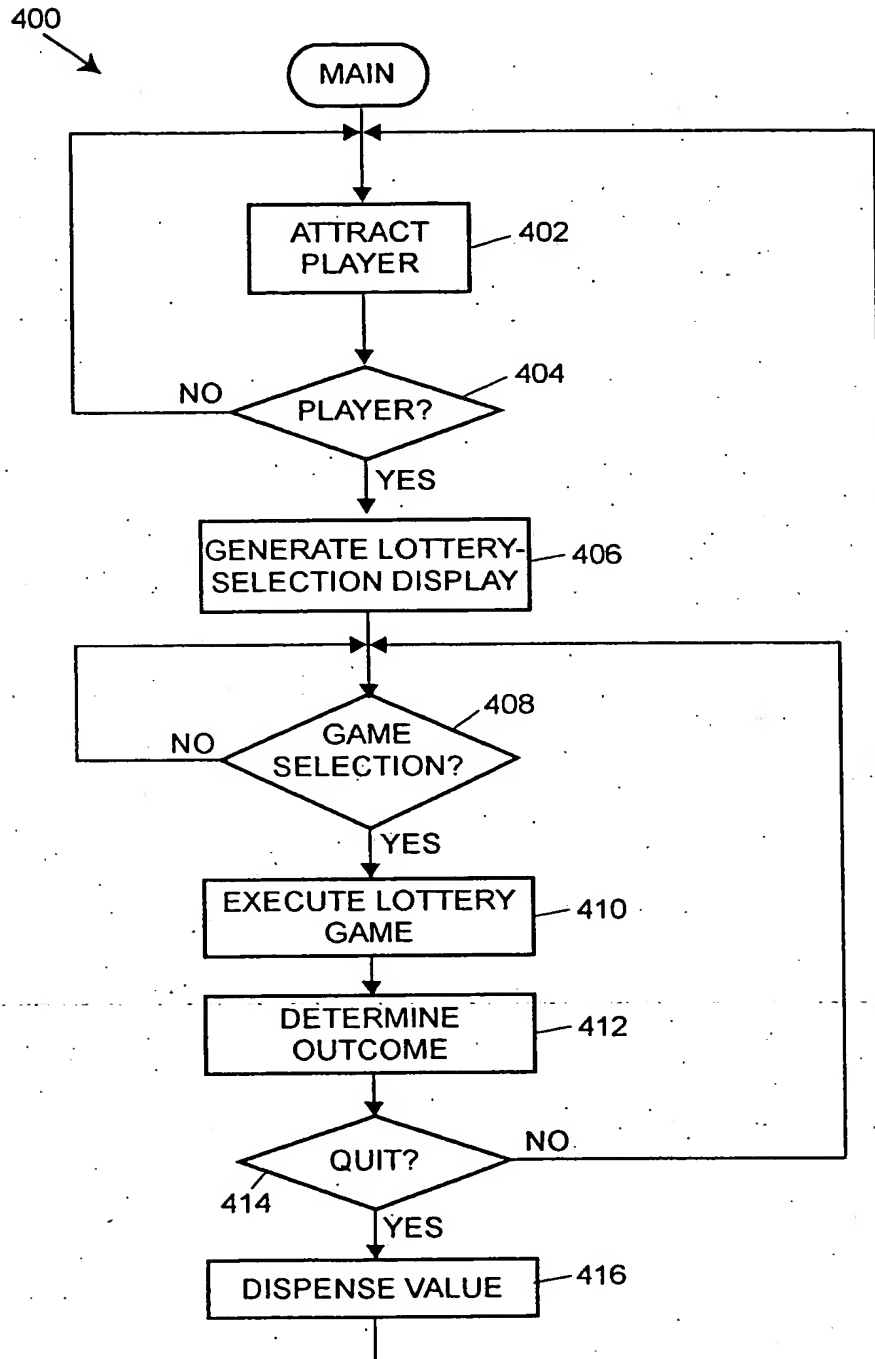 400
MAIN
ATTRACT
PLAYER
402
404
NO
PLAYER?
YES
GENERATE LOTTERY-
SELECTION DISPLAY
406
408
NO
GAME
SELECTION?
YES
EXECUTE LOTTERY
GAME
410
DETERMINE
OUTCOME
412
QUIT?
NO
414
YES
DISPENSE VALUE
416